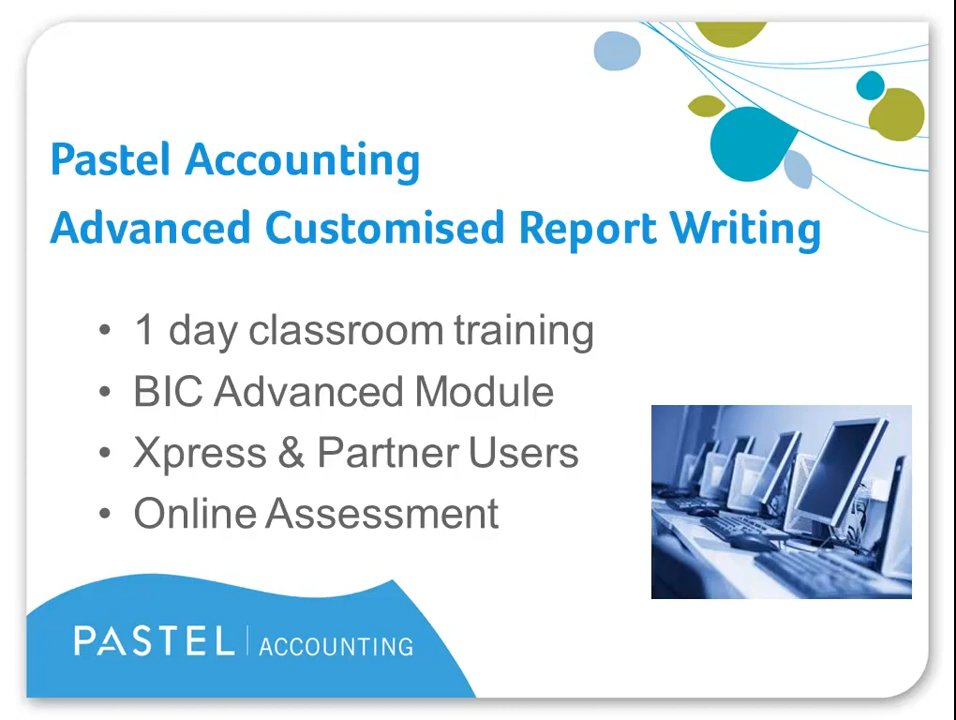 Pastel Accounting
Advanced Customised Report Writing
• 1 day classroom training
• BIC Advanced Module
• Xpress & Partner Users
• Online Assessment
PASTEL | ACCOUNTING